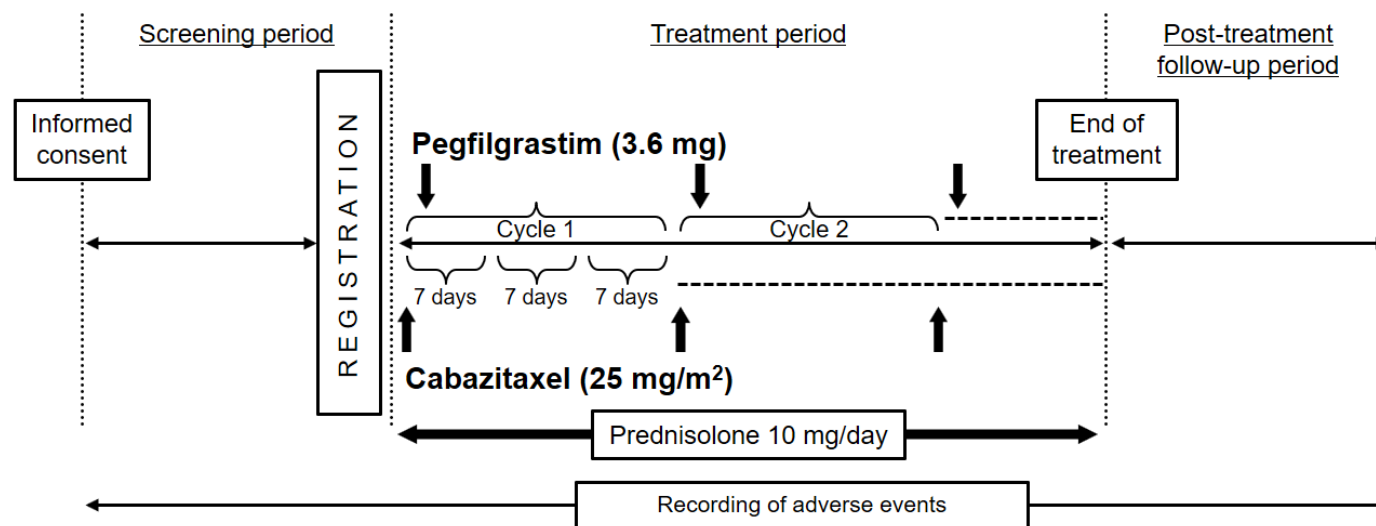 Screening period
Treatment period
Post-treatment
follow-up period
Informed
consent
REGISTRATION
End of
treatment
Pegfilgrastim (3.6 mg)
Cycle 1
Cycle 2
7 days
7 days
7 days
Cabazitaxel (25 mg/m²)
Prednisolone 10 mg/day
Recording of adverse events